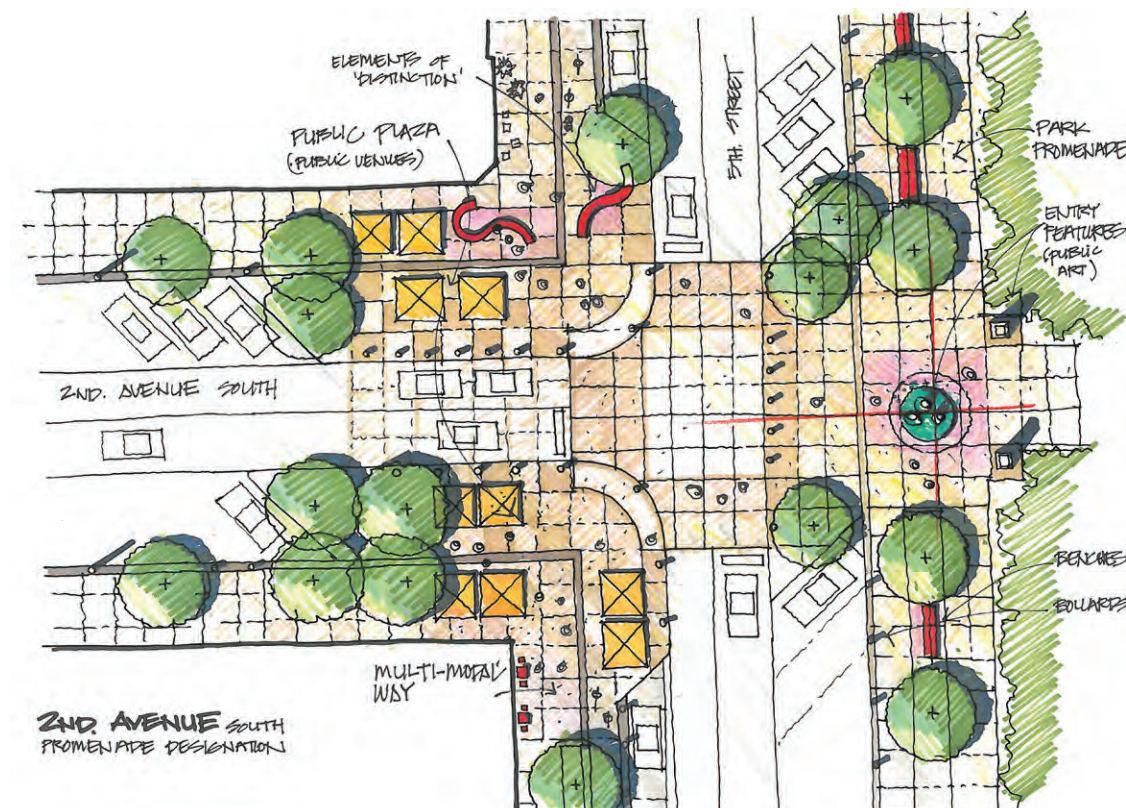 ELEMENTS OF
'DISTINCTION'
PUBLIC PLAZA
(PUBLIC VENUES)
5TH. STREET
PARK
PROMENADE
ENTRY
FEATURES
(PUBLIC
ART)
2ND. AVENUE SOUTH
BENCHES
BOLLARDS
MULTI-MODAL
WAY
2ND. AVENUE SOUTH
PROMENADE DESIGNATION